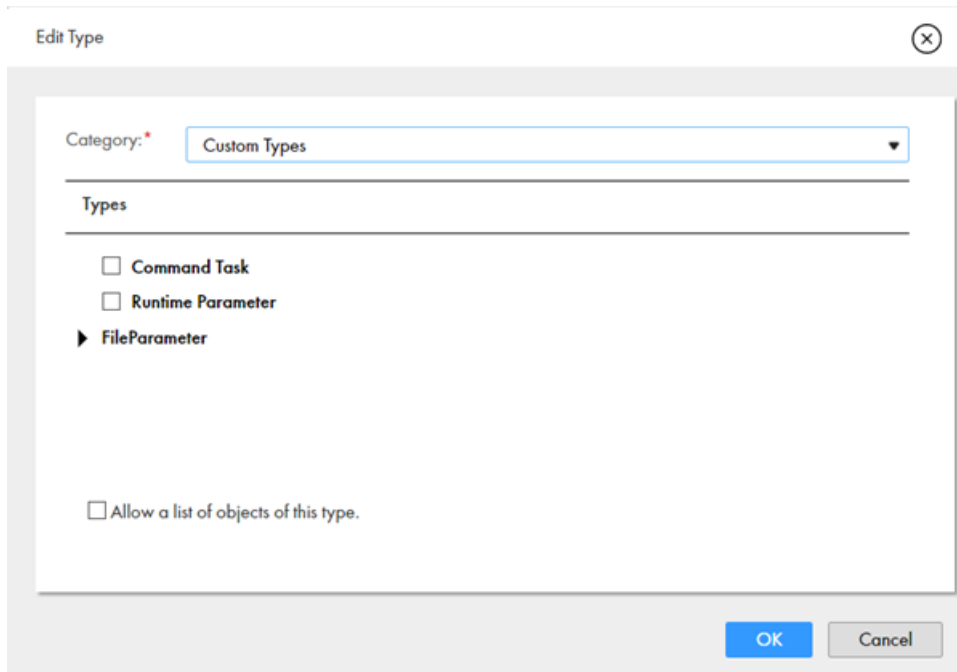 Edit Type
Category:* Custom Types
Types
Command Task
Runtime Parameter
FileParameter
Allow a list of objects of this type.
OK Cancel